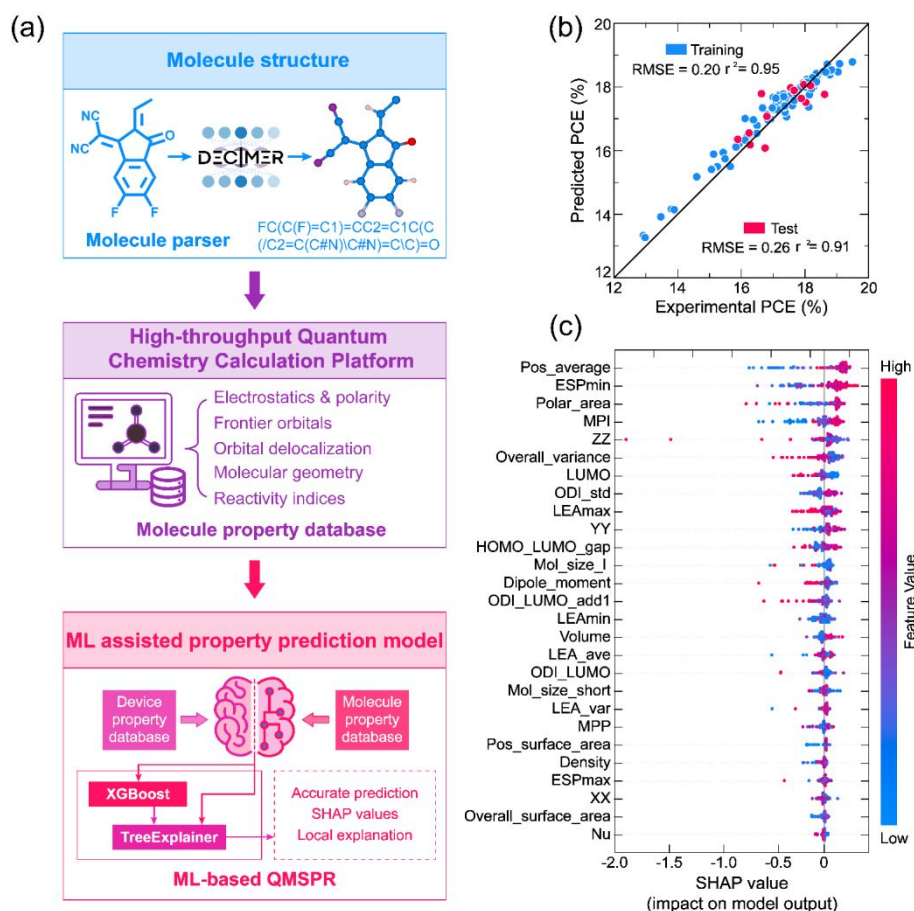 (a)
Molecule structure
NC
NC
O
F
F
DECIMER
Molecule parser
FC(C(F)=C1)=CC2=C1C(C
(/C2=C(C#N)\C#N)=C\C)=O
High-throughput Quantum
Chemistry Calculation Platform
Electrostatics & polarity
Frontier orbitals
Orbital delocalization
Molecular geometry
Reactivity indices
Molecule property database
ML assisted property prediction model
Device
property
database
Molecule
property
database
XGBoost
TreeExplainer
Accurate prediction
SHAP values
Local explanation
ML-based QMSPR
(b)
Predicted PCE (%)
20
18
16
14
12
Training
RMSE = 0.20 r² = 0.95
Test
RMSE = 0.26 r² = 0.91
12 14 16 18 20
Experimental PCE (%)
(c)
Pos_average
ESPmin
Polar_area
MPI
ZZ
Overall_variance
LUMO
ODI_std
LEAmax
YY
HOMO_LUMO_gap
Mol_size_l
Dipole_moment
ODI_LUMO_add1
LEAmin
Volume
LEA_ave
ODI_LUMO
Mol_size_short
LEA_var
MPP
Pos_surface_area
Density
ESPmax
XX
Overall_surface_area
Nu
-2.0 -1.5 -1.0 -0.5 0
SHAP value
(impact on model output)
High
Feature Value
Low